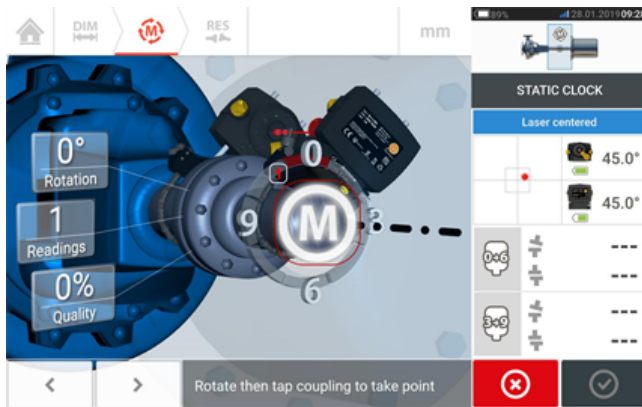 DIM
M
RES
mm
89%
28.01.2019 09:28
STATIC CLOCK
Laser centered
45.0°
45.0°
0+6
---
---
3+9
---
---
0°
Rotation
1
Readings
0%
Quality
0
9
M
3
6
Rotate then tap coupling to take point